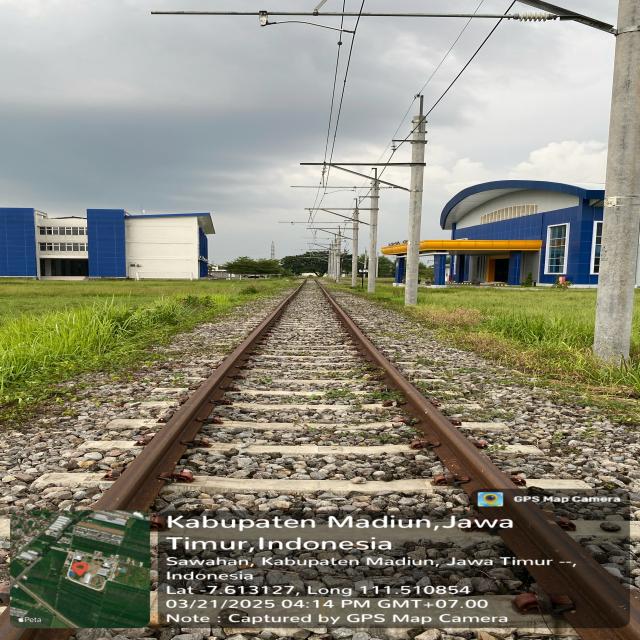 GPS Map Camera
Kabupaten Madiun,Jawa
Timur,Indonesia
Sawahan, Kabupaten Madiun, Jawa Timur --,
Indonesia
Lat -7.613127, Long 111.510854
03/21/2025 04:14 PM GMT+07.00
Note : Captured by GPS Map Camera
Peta